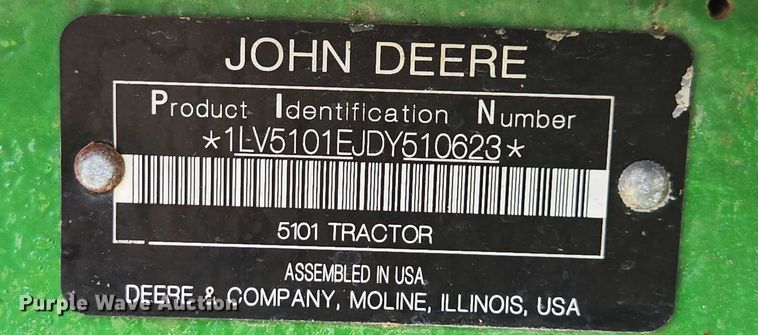 JOHN DEERE
Product Identification Number
*1LV5101EJDY510623*
5101 TRACTOR
ASSEMBLED IN USA
DEERE & COMPANY, MOLINE, ILLINOIS, USA
Purple Wave Auction